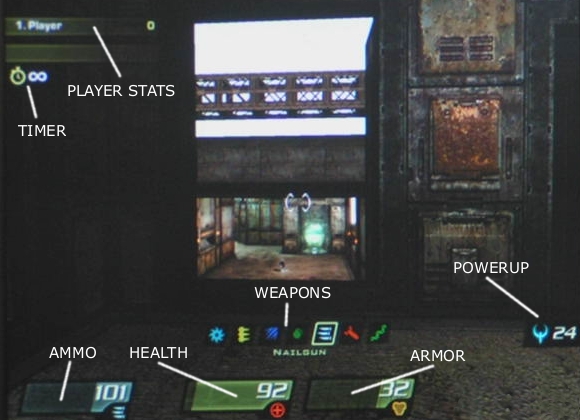 1. Player 0
∞
PLAYER STATS
TIMER
POWERUP
24
WEAPONS
NAILGUN
AMMO
HEALTH
ARMOR
101
92
32